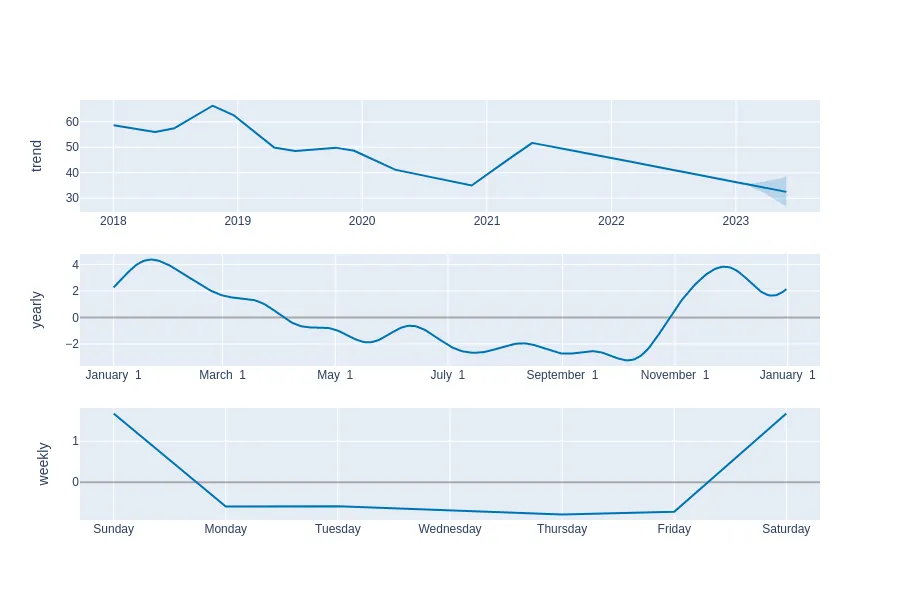 trend
60
50
40
30
2018 2019 2020 2021 2022 2023
yearly
4
2
0
−2
January 1 March 1 May 1 July 1 September 1 November 1 January 1
weekly
1
0
Sunday Monday Tuesday Wednesday Thursday Friday Saturday